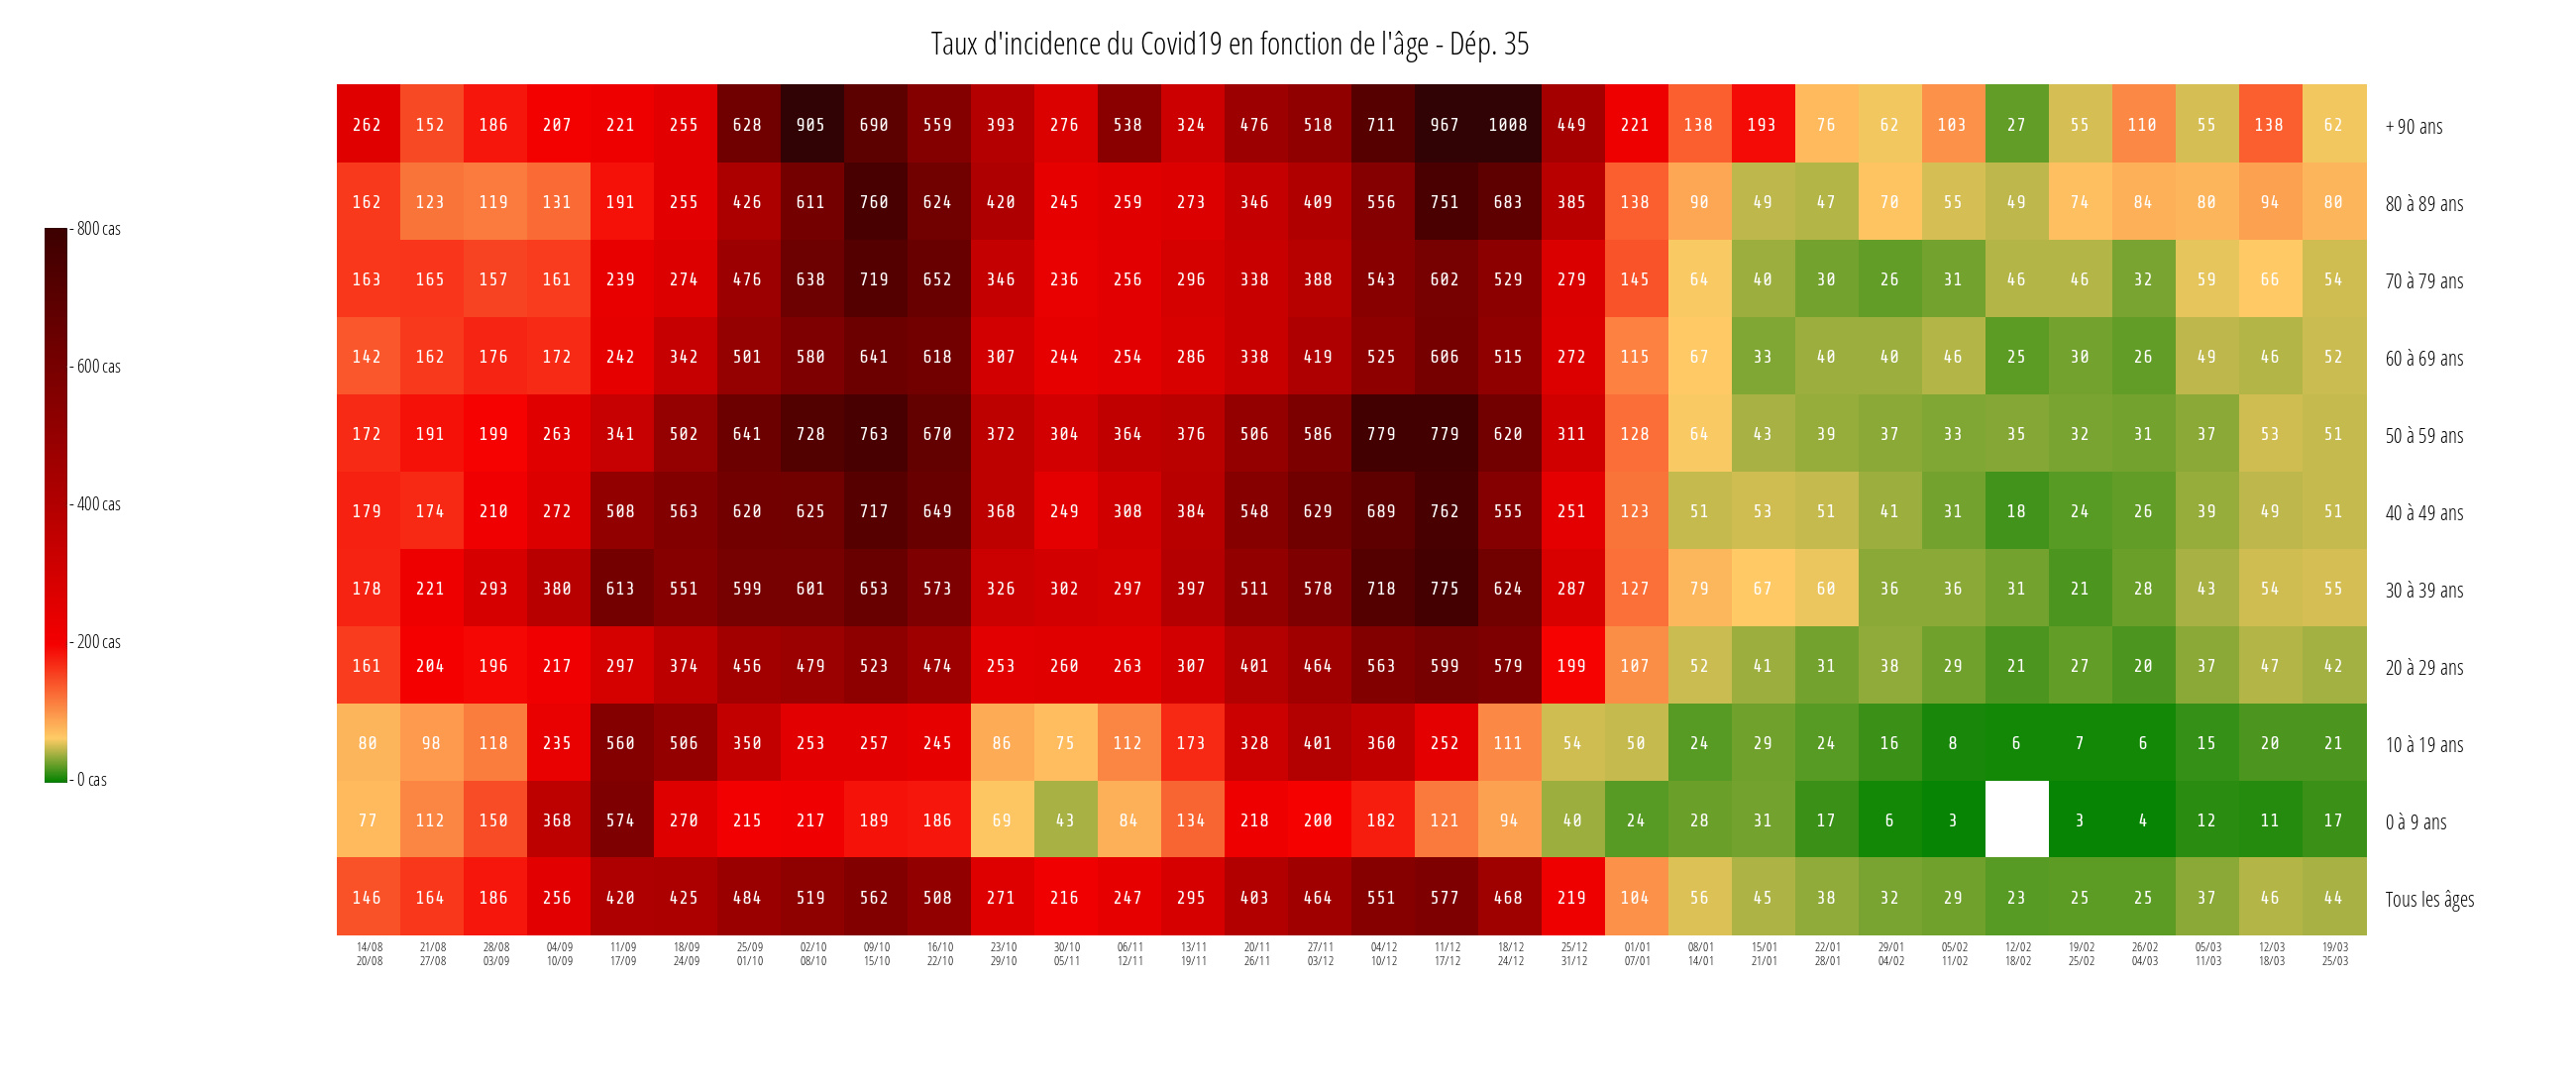 Taux d'incidence du Covid19 en fonction de l'âge - Dép. 35
262 152 186 207 221 255 628 905 690 559 393 276 538 324 476 518 711 967 1008 449 221 138 193 76 62 103 27 55 110 55 138 62 + 90 ans
162 123 119 131 191 255 426 611 760 624 420 245 259 273 346 409 556 751 683 385 138 90 49 47 70 55 49 74 84 80 94 80 80 à 89 ans
- 800 cas
163 165 157 161 239 274 476 638 719 652 346 236 256 296 338 388 543 602 529 279 145 64 40 30 26 31 46 46 32 59 66 54 70 à 79 ans
142 162 176 172 242 342 501 580 641 618 307 244 254 286 338 419 525 606 515 272 115 67 33 40 40 46 25 30 26 49 46 52 60 à 69 ans
- 600 cas
172 191 199 263 341 502 641 728 763 670 372 304 364 376 506 586 779 779 620 311 128 64 43 39 37 33 35 32 31 37 53 51 50 à 59 ans
- 400 cas
179 174 210 272 508 563 620 625 717 649 368 249 308 384 548 629 689 762 555 251 123 51 53 51 41 31 18 24 26 39 49 51 40 à 49 ans
178 221 293 380 613 551 599 601 653 573 326 302 297 397 511 578 718 775 624 287 127 79 67 60 36 36 31 21 28 43 54 55 30 à 39 ans
- 200 cas
161 204 196 217 297 374 456 479 523 474 253 260 263 307 401 464 563 599 579 199 107 52 41 31 38 29 21 27 20 37 47 42 20 à 29 ans
80 98 118 235 560 506 350 253 257 245 86 75 112 173 328 401 360 252 111 54 50 24 29 24 16 8 6 7 6 15 20 21 10 à 19 ans
- 0 cas
77 112 150 368 574 270 215 217 189 186 69 43 84 134 218 200 182 121 94 40 24 28 31 17 6 3 3 4 12 11 17 0 à 9 ans
146 164 186 256 420 425 484 519 562 508 271 216 247 295 403 464 551 577 468 219 104 56 45 38 32 29 23 25 25 37 46 44 Tous les âges
14/08 21/08 28/08 04/09 11/09 18/09 25/09 02/10 09/10 16/10 23/10 30/10 06/11 13/11 20/11 27/11 04/12 11/12 18/12 25/12 01/01 08/01 15/01 22/01 29/01 05/02 12/02 19/02 26/02 05/03 12/03 19/03
20/08 27/08 03/09 10/09 17/09 24/09 01/10 08/10 15/10 22/10 29/10 05/11 12/11 19/11 26/11 03/12 10/12 17/12 24/12 31/12 07/01 14/01 21/01 28/01 04/02 11/02 18/02 25/02 04/03 11/03 18/03 25/03